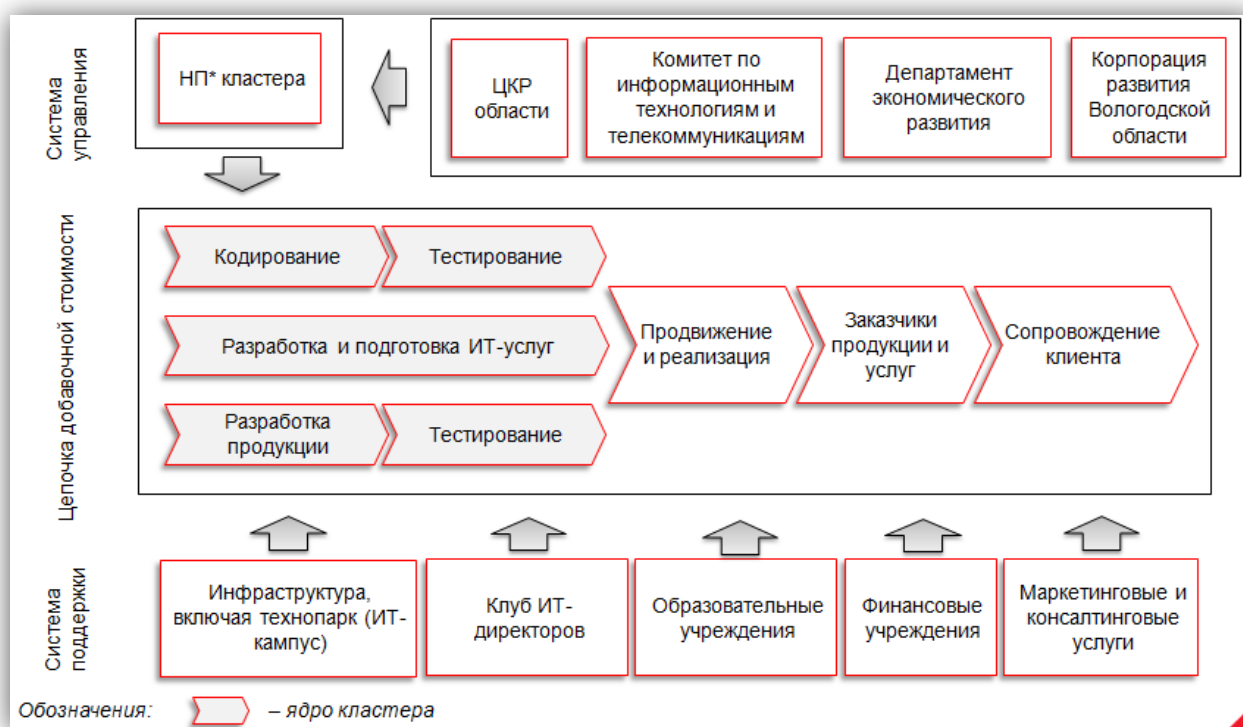 Система
управления
НП* кластера
ЦКР
области
Комитет по
информационным
технологиям и
телекоммуникациям
Департамент
экономического
развития
Корпорация
развития
Вологодской
области
Цепочка добавочной стоимости
Кодирование
Тестирование
Разработка и подготовка ИТ-услуг
Разработка
продукции
Тестирование
Продвижение
и реализация
Заказчики
продукции и
услуг
Сопровождение
клиента
Система
поддержки
Инфраструктура,
включая технопарк (ИТ-
кампус)
Клуб ИТ-
директоров
Образовательные
учреждения
Финансовые
учреждения
Маркетинговые и
консалтинговые
услуги
Обозначения:
– ядро кластера